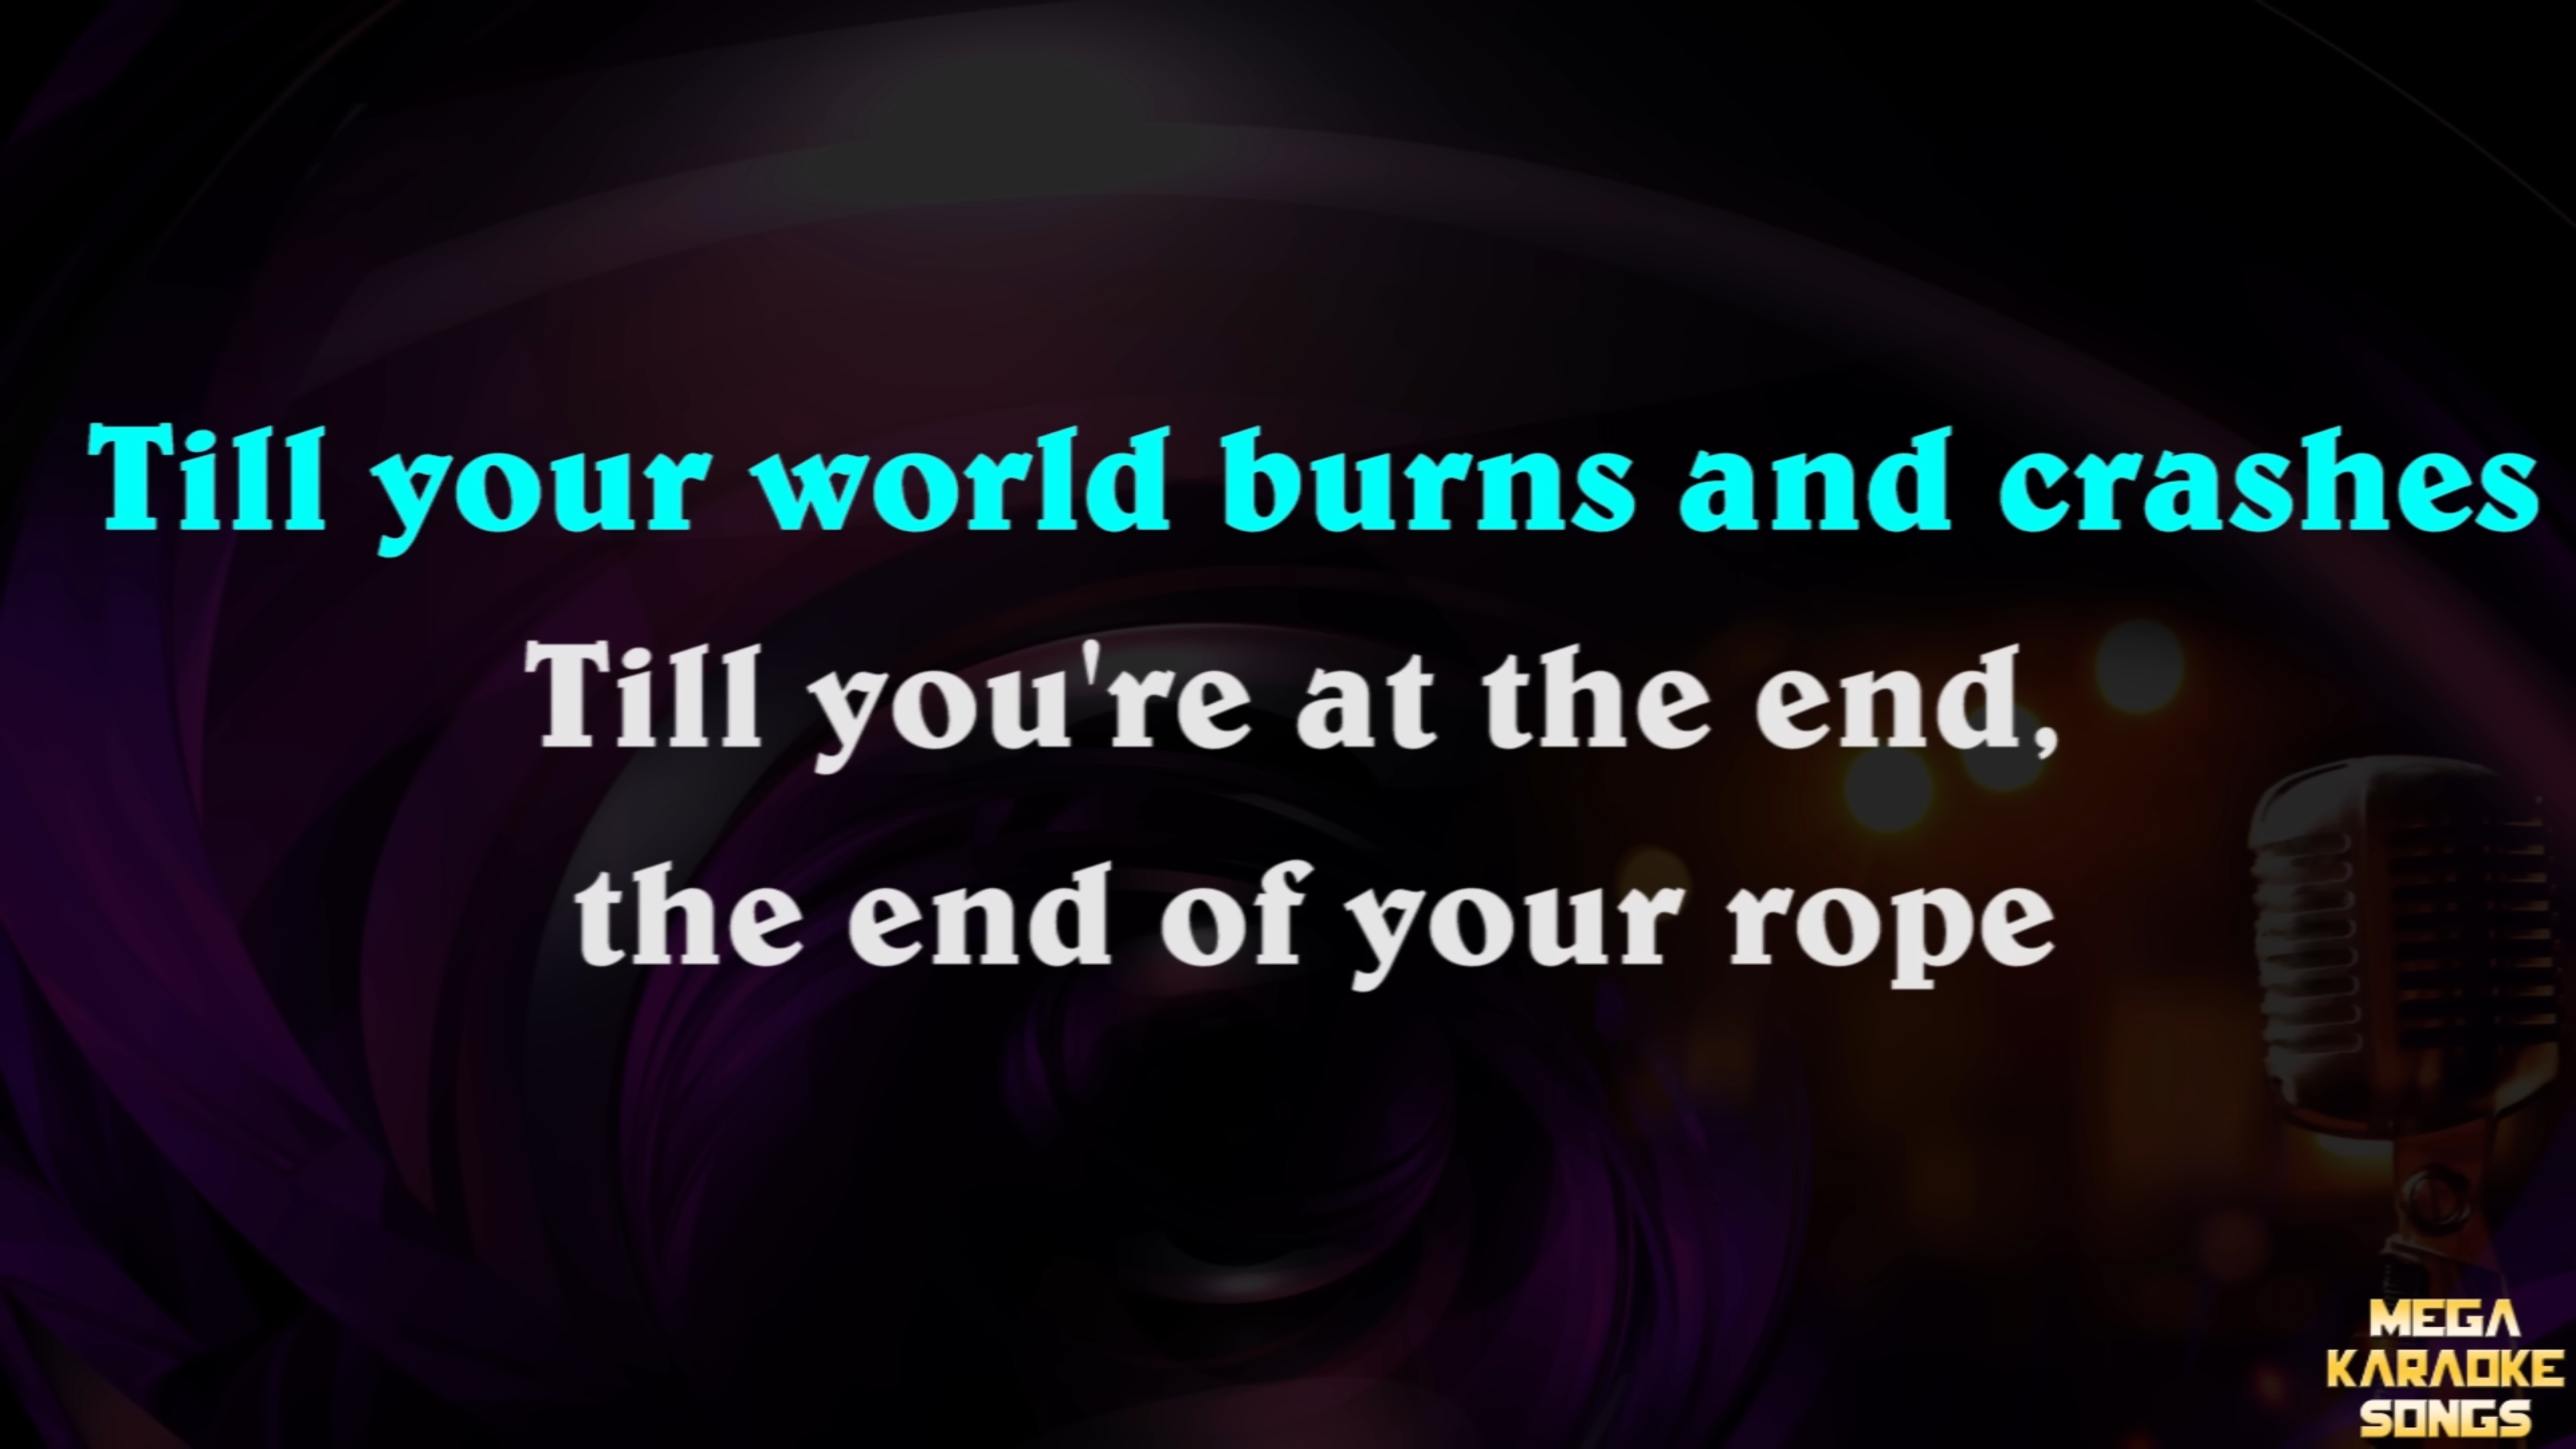 Till your world burns and crashes
Till you're at the end,
the end of your rope
MEGA
KARAOKE
SONGS